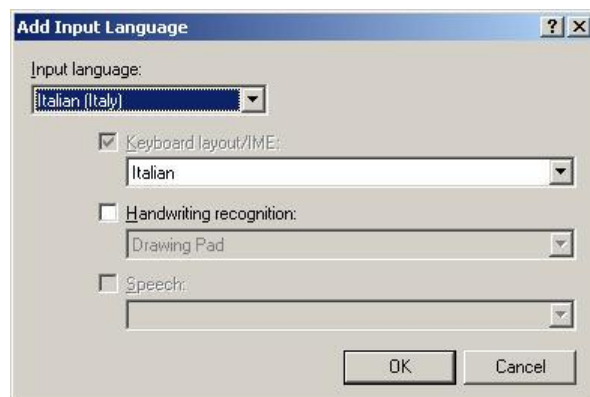 Add Input Language
Input language:
Italian (Italy)
Keyboard layout/IME:
Italian
Handwriting recognition:
Drawing Pad
Speech:
OK Cancel